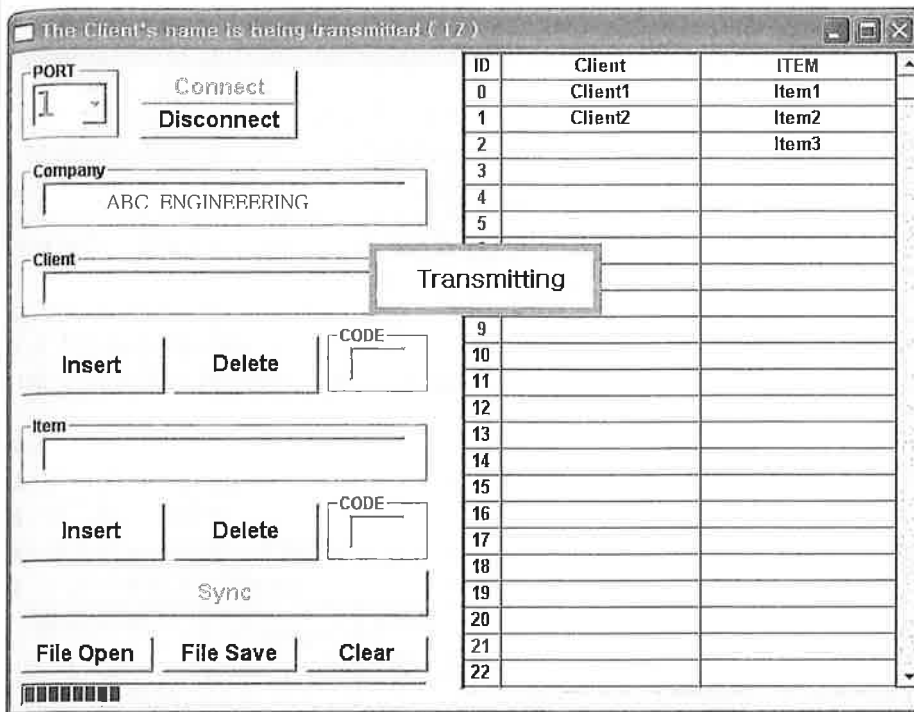 The Client's name is being transmitted ( 17 )
PORT
1
Connect
Disconnect
Company
ABC ENGINEEERING
Client
Insert
Delete
CODE
Item
Insert
Delete
CODE
Sync
File Open
File Save
Clear
Transmitting
ID Client ITEM
0 Client1 Item1
1 Client2 Item2
2 Item3
3
4
5
9
10
11
12
13
14
15
16
17
18
19
20
21
22